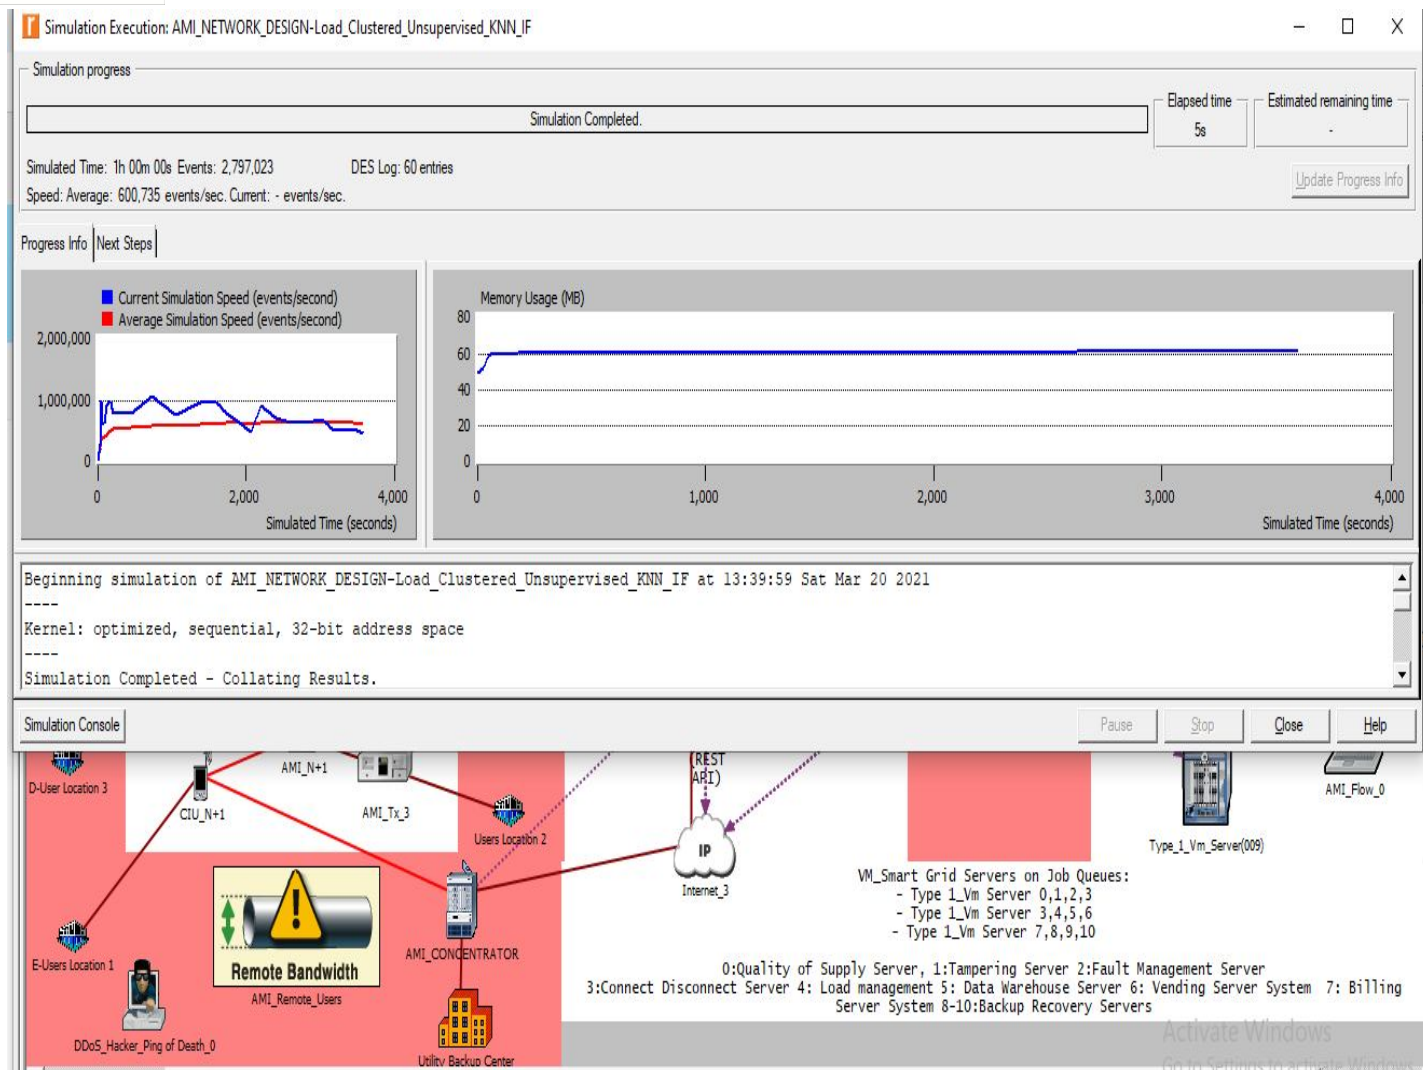 Simulation Execution: AMI_NETWORK_DESIGN-Load_Clustered_Unsupervised_KNN_IF
Simulation progress
Simulation Completed.
Elapsed time
5s
Estimated remaining time
-
Simulated Time: 1h 00m 00s Events: 2,797,023 DES Log: 60 entries
Speed: Average: 600,735 events/sec. Current: - events/sec.
Update Progress Info
Progress Info
Next Steps
Current Simulation Speed (events/second)
Average Simulation Speed (events/second)
2,000,000
1,000,000
0
0 2,000 4,000
Simulated Time (seconds)
Memory Usage (MB)
80
60
40
20
0
0 1,000 2,000 3,000 4,000
Simulated Time (seconds)
Beginning simulation of AMI_NETWORK_DESIGN-Load_Clustered_Unsupervised_KNN_IF at 13:39:59 Sat Mar 20 2021
----
Kernel: optimized, sequential, 32-bit address space
----
Simulation Completed - Collating Results.
Simulation Console
Pause
Stop
Close
Help
D-User Location 3
CIU_N+1
AMI_N+1
AMI_Tx_3
Users Location 2
(REST
API)
IP
Internet_3
Type_1_Vm_Server(009)
AMI_Flow_0
VM_Smart Grid Servers on Job Queues:
- Type 1_Vm Server 0,1,2,3
- Type 1_Vm Server 3,4,5,6
- Type 1_Vm Server 7,8,9,10
0:Quality of Supply Server, 1:Tampering Server 2:Fault Management Server
3:Connect Disconnect Server 4: Load management 5: Data Warehouse Server 6: Vending Server System 7: Billing
Server System 8-10:Backup Recovery Servers
E-Users Location 1
DDoS_Hacker_Ping of Death_0
Remote Bandwidth
AMI_Remote_Users
AMI_CONCENTRATOR
Utility Backup Center
Activate Windows
Go to Settings to activate Windows.